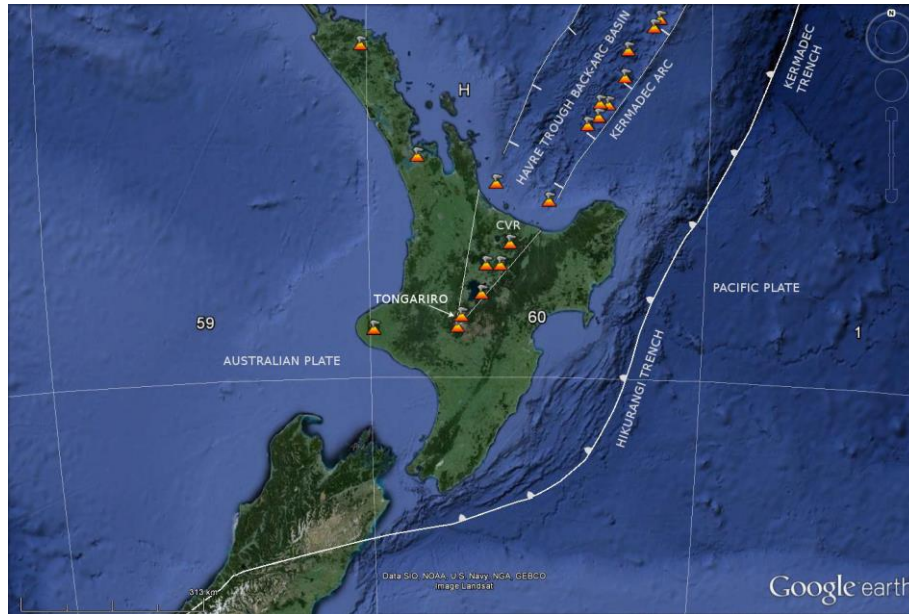 N
H
HAVRE TROUGH BACK-ARC BASIN
KERMADEC ARC
KERMADEC
TRENCH
CVR
TONGARIRO
59
60
PACIFIC PLATE
1
AUSTRALIAN PLATE
HIKURANGI TRENCH
Data SIO, NOAA, U.S. Navy, NGA, GEBCO
Image Landsat
313 km
Google earth